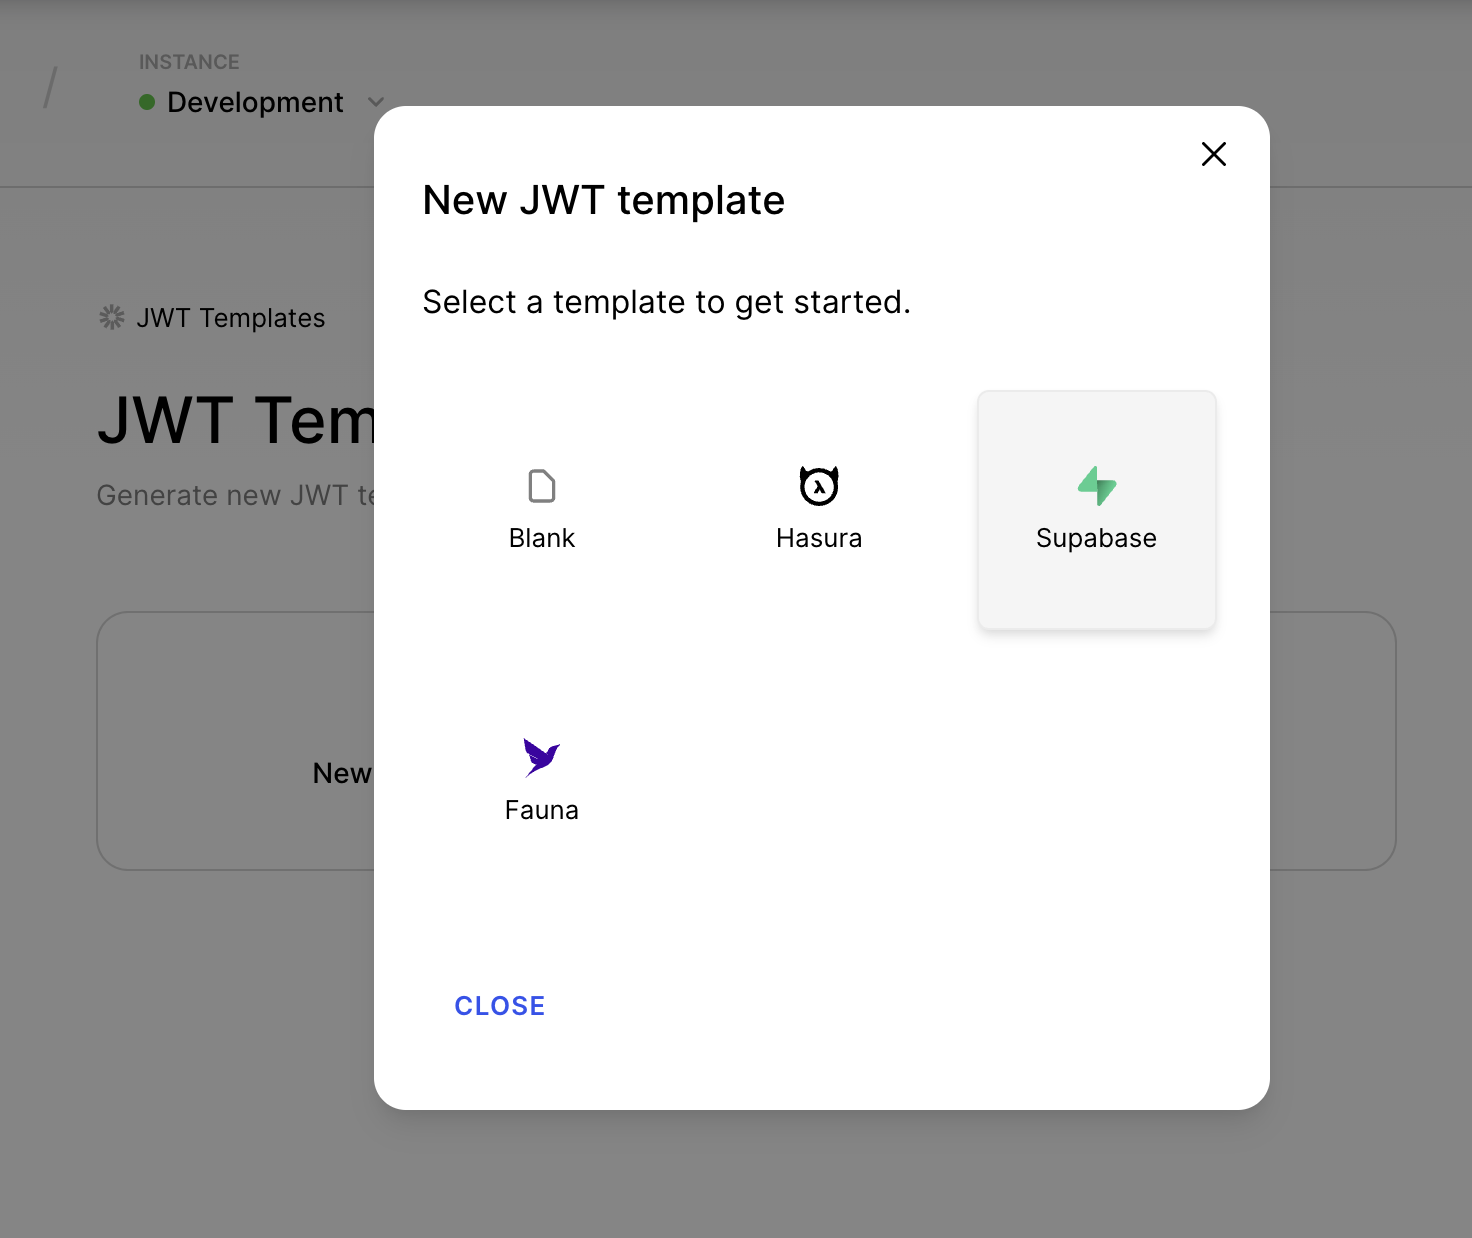 INSTANCE
Development
New JWT template
Select a template to get started.
JWT Templates
JWT Tem
Generate new JWT te
Blank
Hasura
Supabase
New
Fauna
CLOSE